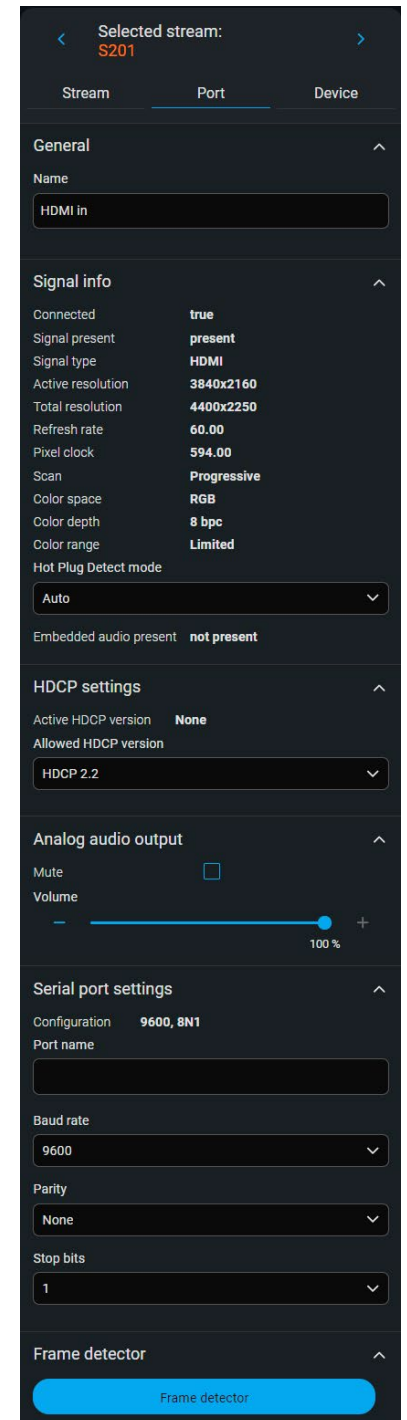 Selected stream:
S201
Stream Port Device
General
Name
HDMI in
Signal info
Connected true
Signal present present
Signal type HDMI
Active resolution 3840x2160
Total resolution 4400x2250
Refresh rate 60.00
Pixel clock 594.00
Scan Progressive
Color space RGB
Color depth 8 bpc
Color range Limited
Hot Plug Detect mode
Auto
Embedded audio present not present
HDCP settings
Active HDCP version None
Allowed HDCP version
HDCP 2.2
Analog audio output
Mute
Volume
100 %
Serial port settings
Configuration 9600, 8N1
Port name
Baud rate
9600
Parity
None
Stop bits
1
Frame detector
Frame detector